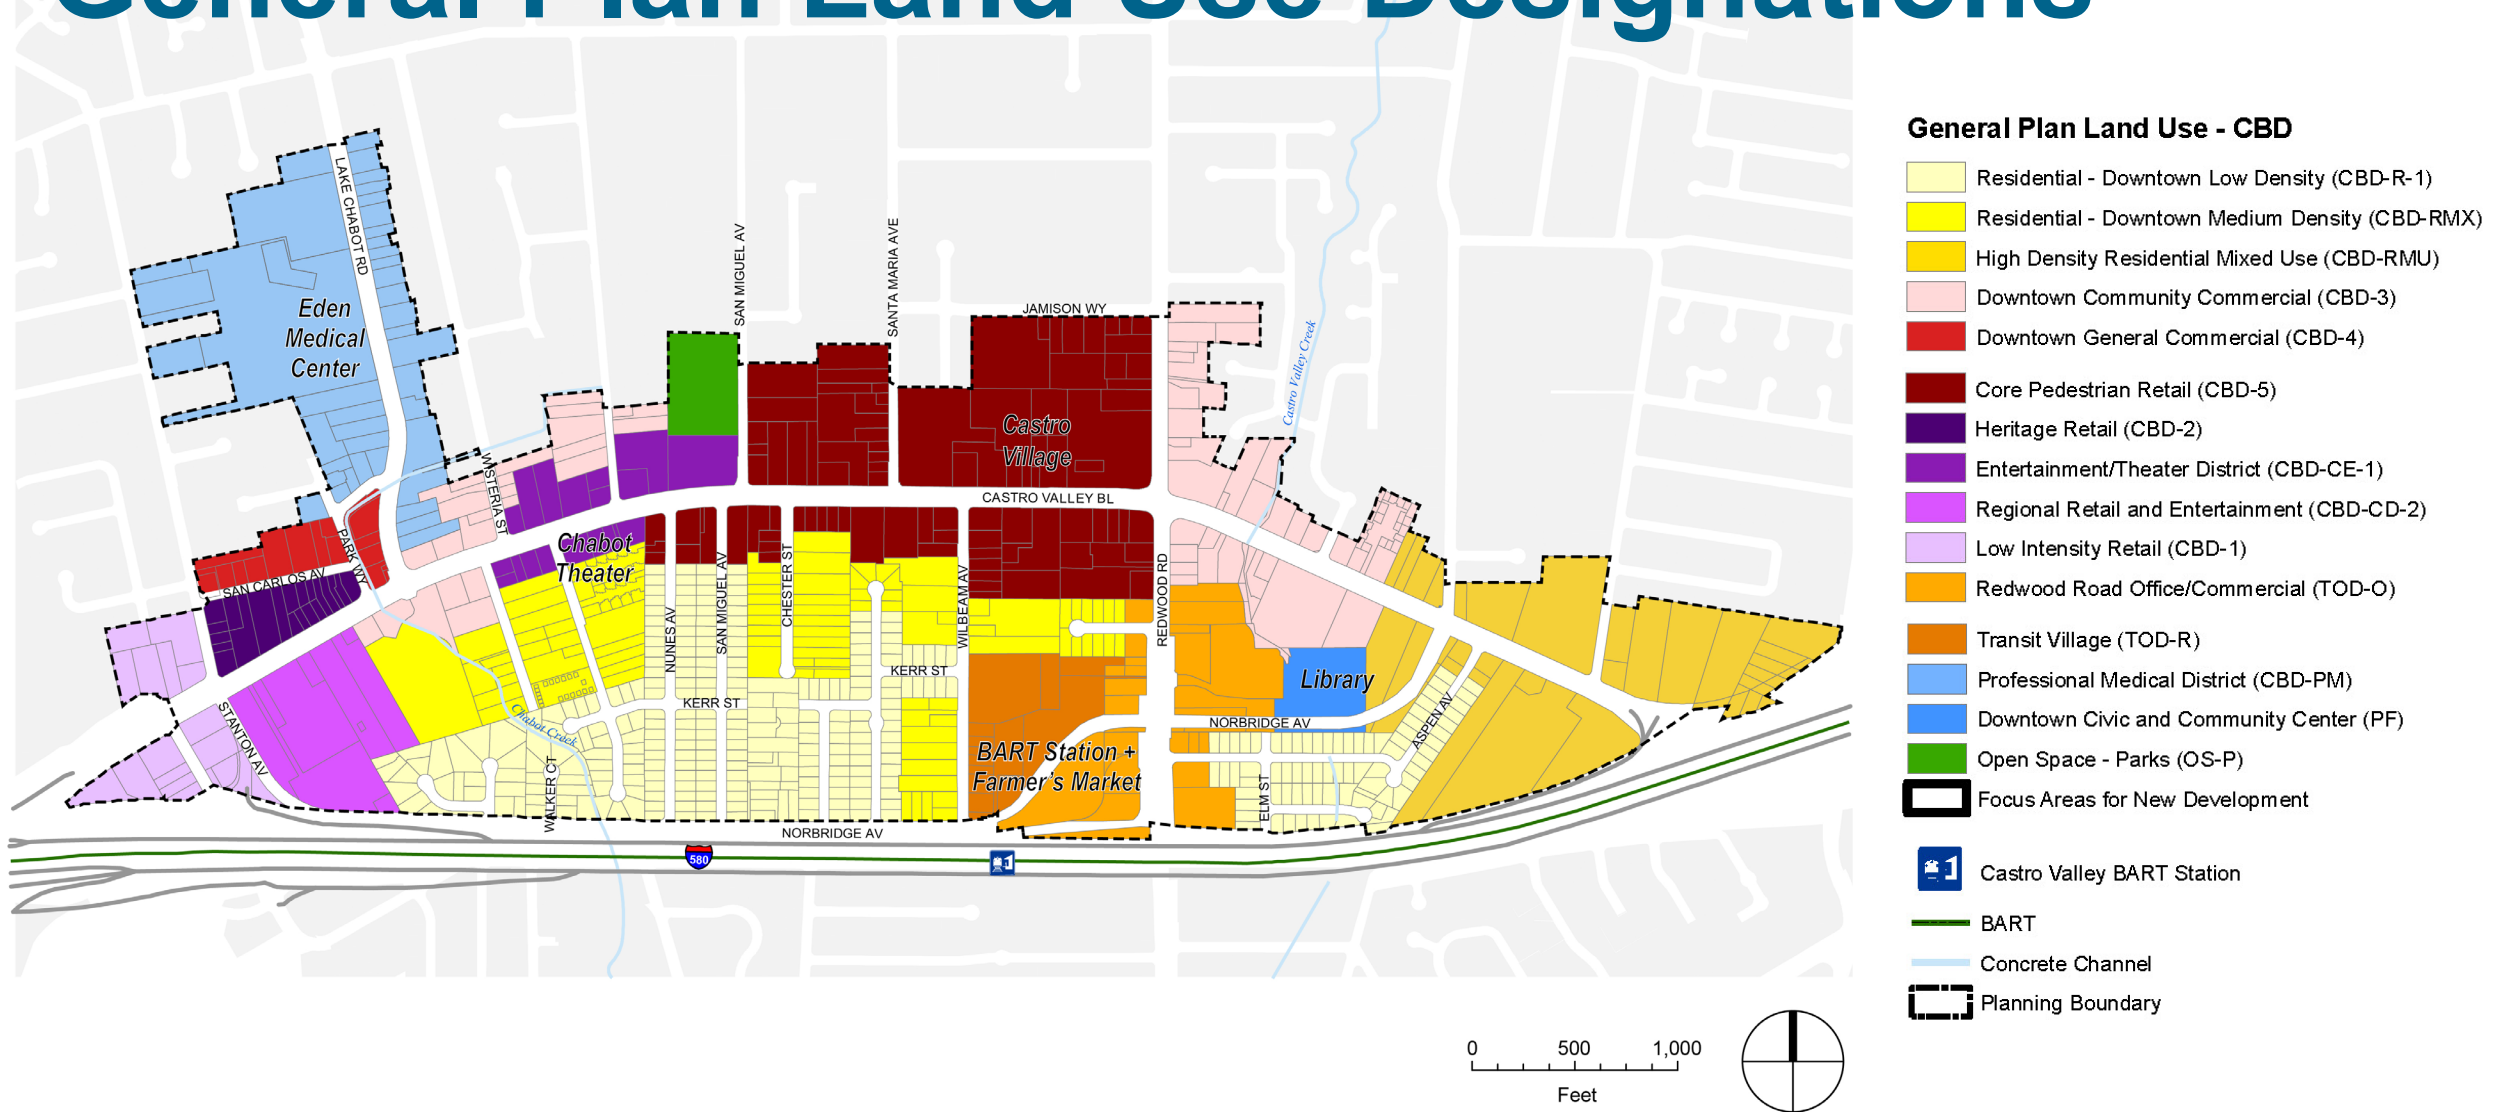 General Plan Land Use Designations
LAKE CHABOT RD
Eden
Medical
Center
SAN MIGUEL AV
SANTA MARIA AVE
JAMISON WY
Castro Valley Creek
Castro
Village
WISTERIA ST
CASTRO VALLEY BL
PARK WY
SAN CARLOS AV
Chabot
Theater
NUNES AV
SAN MIGUEL AV
CHESTER ST
WILBEAM AV
REDWOOD RD
KERR ST
KERR ST
Library
STANTON AV
Chabot Creek
NORBRIDGE AV
ASPEN AV
BART Station +
Farmer's Market
WALKER CT
ELM ST
NORBRIDGE AV
580
General Plan Land Use - CBD
Residential - Downtown Low Density (CBD-R-1)
Residential - Downtown Medium Density (CBD-RMX)
High Density Residential Mixed Use (CBD-RMU)
Downtown Community Commercial (CBD-3)
Downtown General Commercial (CBD-4)
Core Pedestrian Retail (CBD-5)
Heritage Retail (CBD-2)
Entertainment/Theater District (CBD-CE-1)
Regional Retail and Entertainment (CBD-CD-2)
Low Intensity Retail (CBD-1)
Redwood Road Office/Commercial (TOD-O)
Transit Village (TOD-R)
Professional Medical District (CBD-PM)
Downtown Civic and Community Center (PF)
Open Space - Parks (OS-P)
Focus Areas for New Development
Castro Valley BART Station
BART
Concrete Channel
Planning Boundary
0 500 1,000
Feet